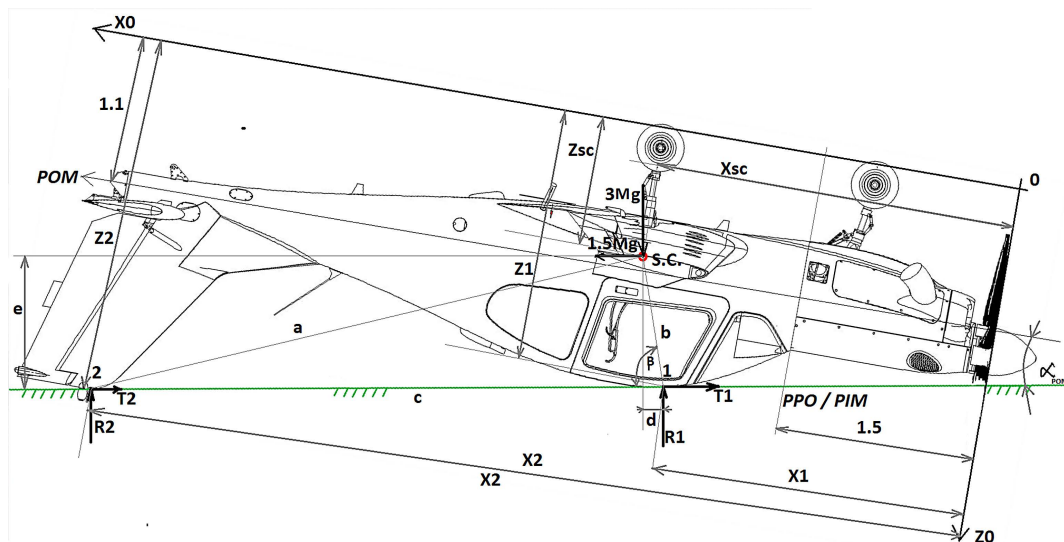 X0
1.1
Zsc
Xsc
0
POM
3Mg
Z2
1.5Mg
S.C.
Z1
e
a
b
β
α POM
2
1
T2
c
T1
PPO / PIM
R2
d
R1
1.5
X2
X1
X2
Z0